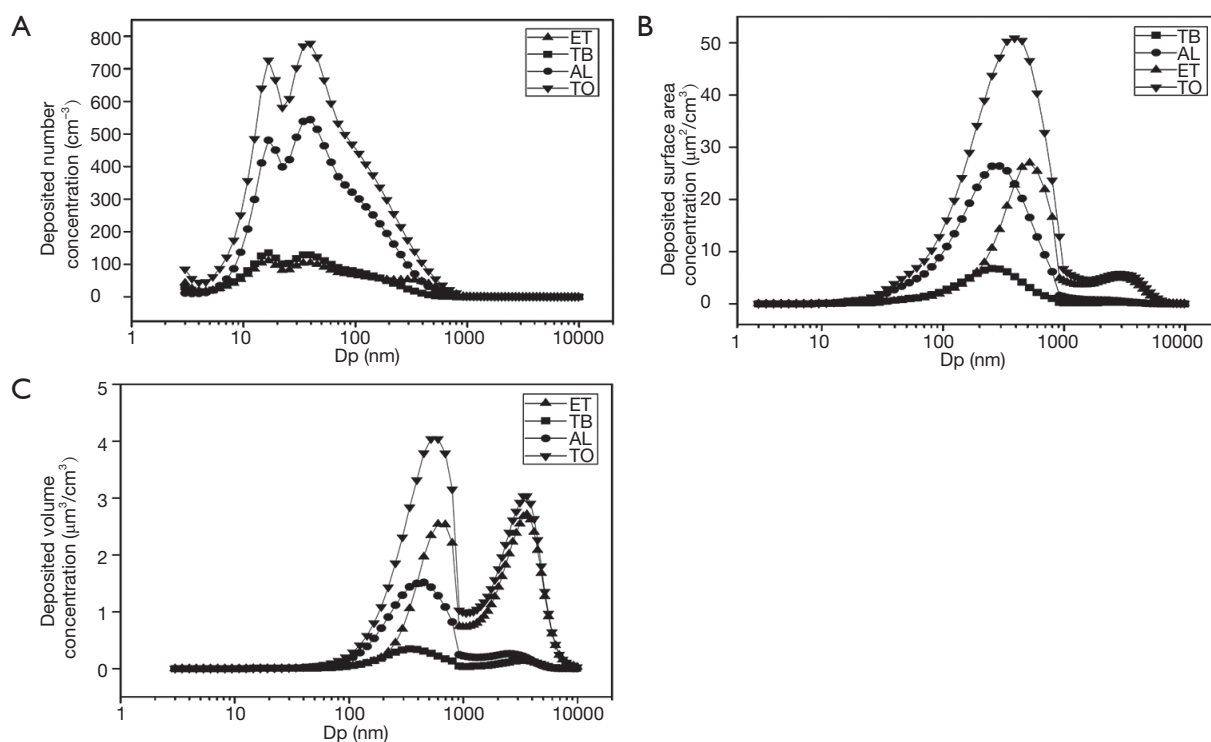 A
Deposited number
concentration (cm⁻³)
800
700
600
500
400
300
200
100
0
ET
TB
AL
TO
1 10 100 1000 10000
Dp (nm)
B
Deposited surface area
concentration (μm²/cm³)
50
40
30
20
10
0
TB
AL
ET
TO
1 10 100 1000 10000
Dp (nm)
C
Deposited volume
concentration (μm³/cm³)
5
4
3
2
1
0
ET
TB
AL
TO
1 10 100 1000 10000
Dp (nm)